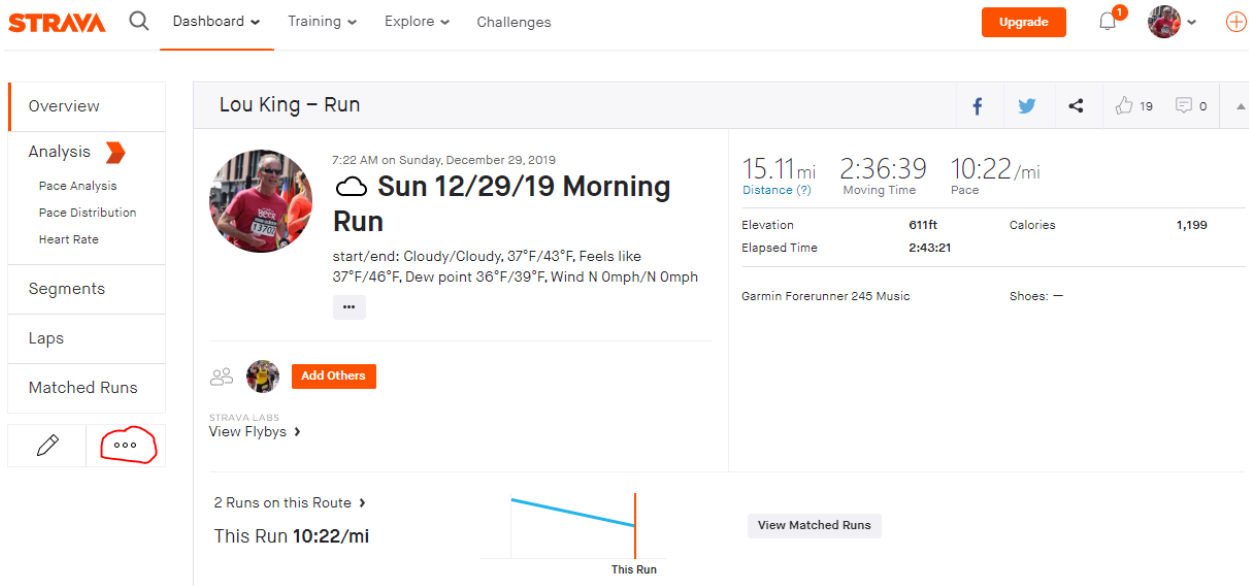 STRAVA
Dashboard
Training
Explore
Challenges
Upgrade
1
Overview
Analysis
Pace Analysis
Pace Distribution
Heart Rate
Segments
Laps
Matched Runs
Lou King – Run
19
0
7:22 AM on Sunday, December 29, 2019
Sun 12/29/19 Morning
Run
start/end: Cloudy/Cloudy, 37°F/43°F, Feels like
37°F/46°F, Dew point 36°F/39°F, Wind N 0mph/N 0mph
Add Others
STRAVA LABS
View Flybys
15.11mi 2:36:39 10:22/mi
Distance (?) Moving Time Pace
Elevation 611ft Calories 1,199
Elapsed Time 2:43:21
Garmin Forerunner 245 Music Shoes: —
2 Runs on this Route
This Run 10:22/mi
This Run
View Matched Runs